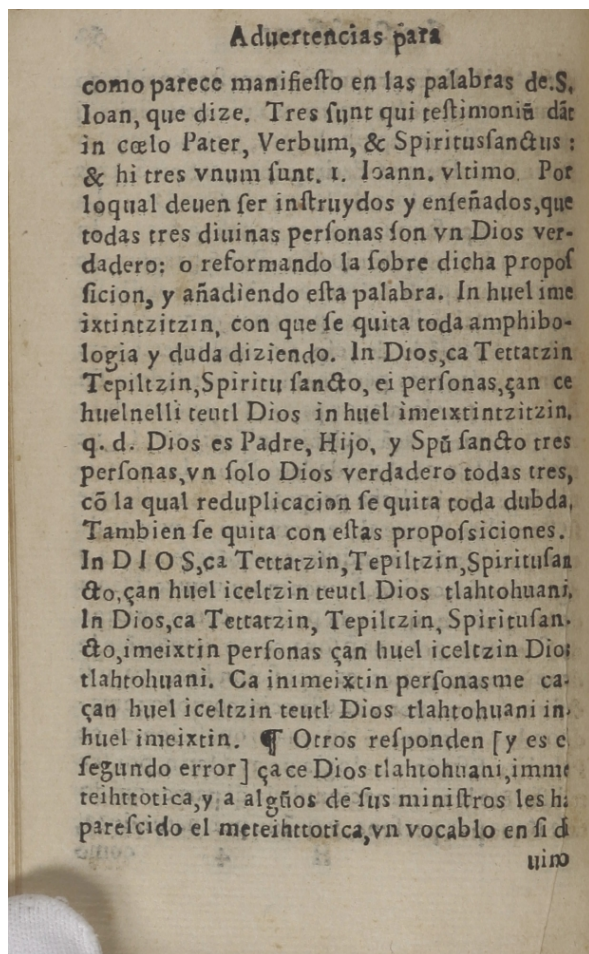 Aduertencias p̃ara
como parece manifieſto en las palabras de.S.
Ioan, que dize. Tres ſunt qui teſtimoniũ dãt
in cœlo Pater, Verbum, & Spiritusſanctus :
& hi tres vnum ſunt. 1. Ioann. vltimo. Por
loqual deuen ſer inſtruydos y enſeñados,que
todas tres diuinas perſonas ſon vn Dios ver-
dadero: o reformando la ſobre dicha propoſ
ſicion, y añadiendo eſta palabra. In huel ime
ixtintzitzin, con que ſe quita toda amphibo-
logia y duda diziendo. In Dios,ca Tettatzin
Tepiltzin,Spiritu ſancto, ei perſonas,çan ce
huelnelli teutl Dios in huel imeixtintzitzin,
q. d. Dios es Padre, Hijo, y Spũ ſancto tres
perſonas,vn ſolo Dios verdadero todas tres,
cõ la qual reduplicacion ſe quita toda dubda,
Tambien ſe quita con eſtas propoſsiciones.
In DIOS,ca Tettatzin,Tepiltzin,Spirituſan
cto,çan huel iceltzin teutl Dios tlahtohuani.
In Dios,ca Tettatzin, Tepiltzin, Spirituſan-
cto,imeixtin perſonas çan huel iceltzin Dios
tlahtohuani. Ca inimeixtin perſonasme ca-
çan huel iceltzin teutl Dios tlahtohuani in-
huel imeixtin. ¶ Otros reſponden [y es e
ſegundo error] ça ce Dios tlahtohuani,imme
teihttotica,y a algũos de ſus miniſtros les ha
pareſcido el meteihttotica,vn vocablo en ſi di
uino